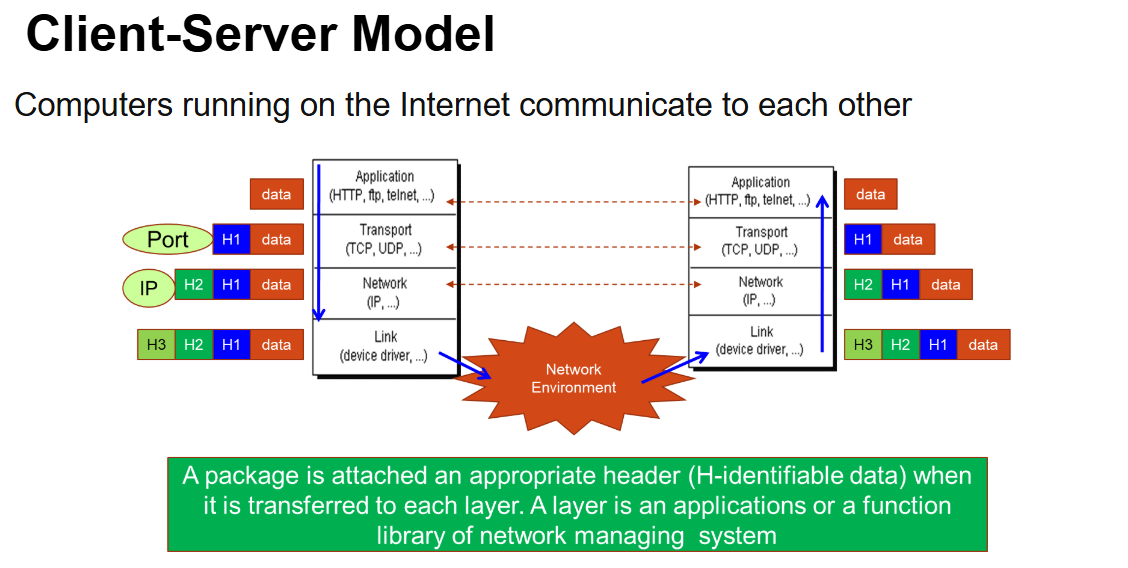 Client-Server Model
Computers running on the Internet communicate to each other
data
Port
H1
data
IP
H2
H1
data
H3
H2
H1
data
Application
(HTTP, ftp, telnet, ...)
Transport
(TCP, UDP, ...)
Network
(IP, ...)
Link
(device driver, ...)
Network
Environment
Application
(HTTP, ftp, telnet, ...)
Transport
(TCP, UDP, ...)
Network
(IP, ...)
Link
(device driver, ...)
data
H1
data
H2
H1
data
H3
H2
H1
data
A package is attached an appropriate header (H-identifiable data) when
it is transferred to each layer. A layer is an applications or a function
library of network managing system